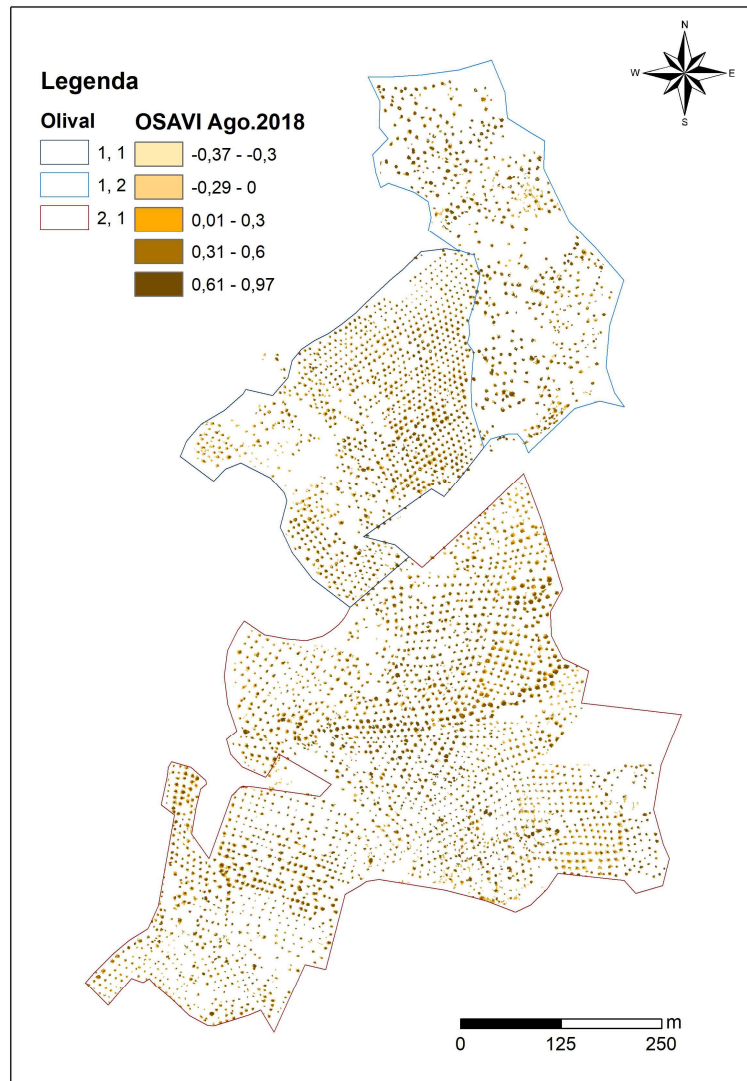 N
W E
S
Legenda
Olival OSAVI Ago.2018
1, 1 -0,37 - -0,3
1, 2 -0,29 - 0
2, 1 0,01 - 0,3
0,31 - 0,6
0,61 - 0,97
m
0 125 250